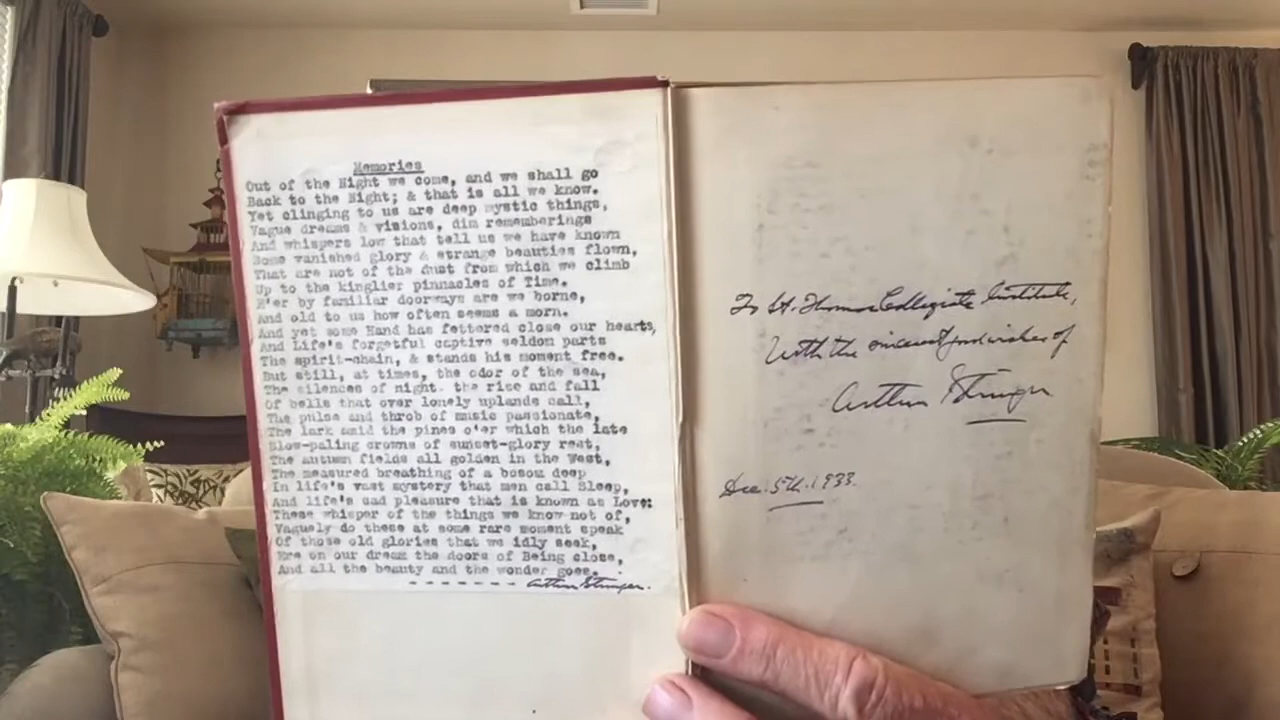 Memories
Out of the Night we come, and we shall go
Back to the Night; & that is all we know.
Yet clinging to us are deep mystic things,
Vague dreams & visions, dim rememberings
And whispers low that tell us we have known
Some vanished glory & strange beauties flown,
That are not of the dust from which we climb
Up to the kinglier pinnacles of Time.
E'er by familiar doorways are we borne,
And old to us how often seems a morn.
And yet some Hand has fettered close our hearts,
And Life's forgetful captive seldom parts
The spirit-chain, & stands his moment free.
But still, at times, the odor of the sea,
The silences of night. the rise and fall
Of bells that over lonely uplands call,
The pulse and throb of music passionate,
The lark amid the pines o'er which the late
Slow-paling crowns of sunset-glory rest,
The autumn fields all golden in the West,
The measured breathing of a bosom deep
In life's vast mystery that men call Sleep,
And life's sad pleasure that is known as Love:
These whisper of the things we know not of,
Vaguely do these at some rare moment speak
Of those old glories that we idly seek,
Ere on our dream the doors of Being close,
And all the beauty and the wonder goes.
- - - - - - - Arthur Stringer.
To St. Thomas Collegiate Institute,
With the sincerest good wishes of
Arthur Stringer
Dec. 5th. 1933.